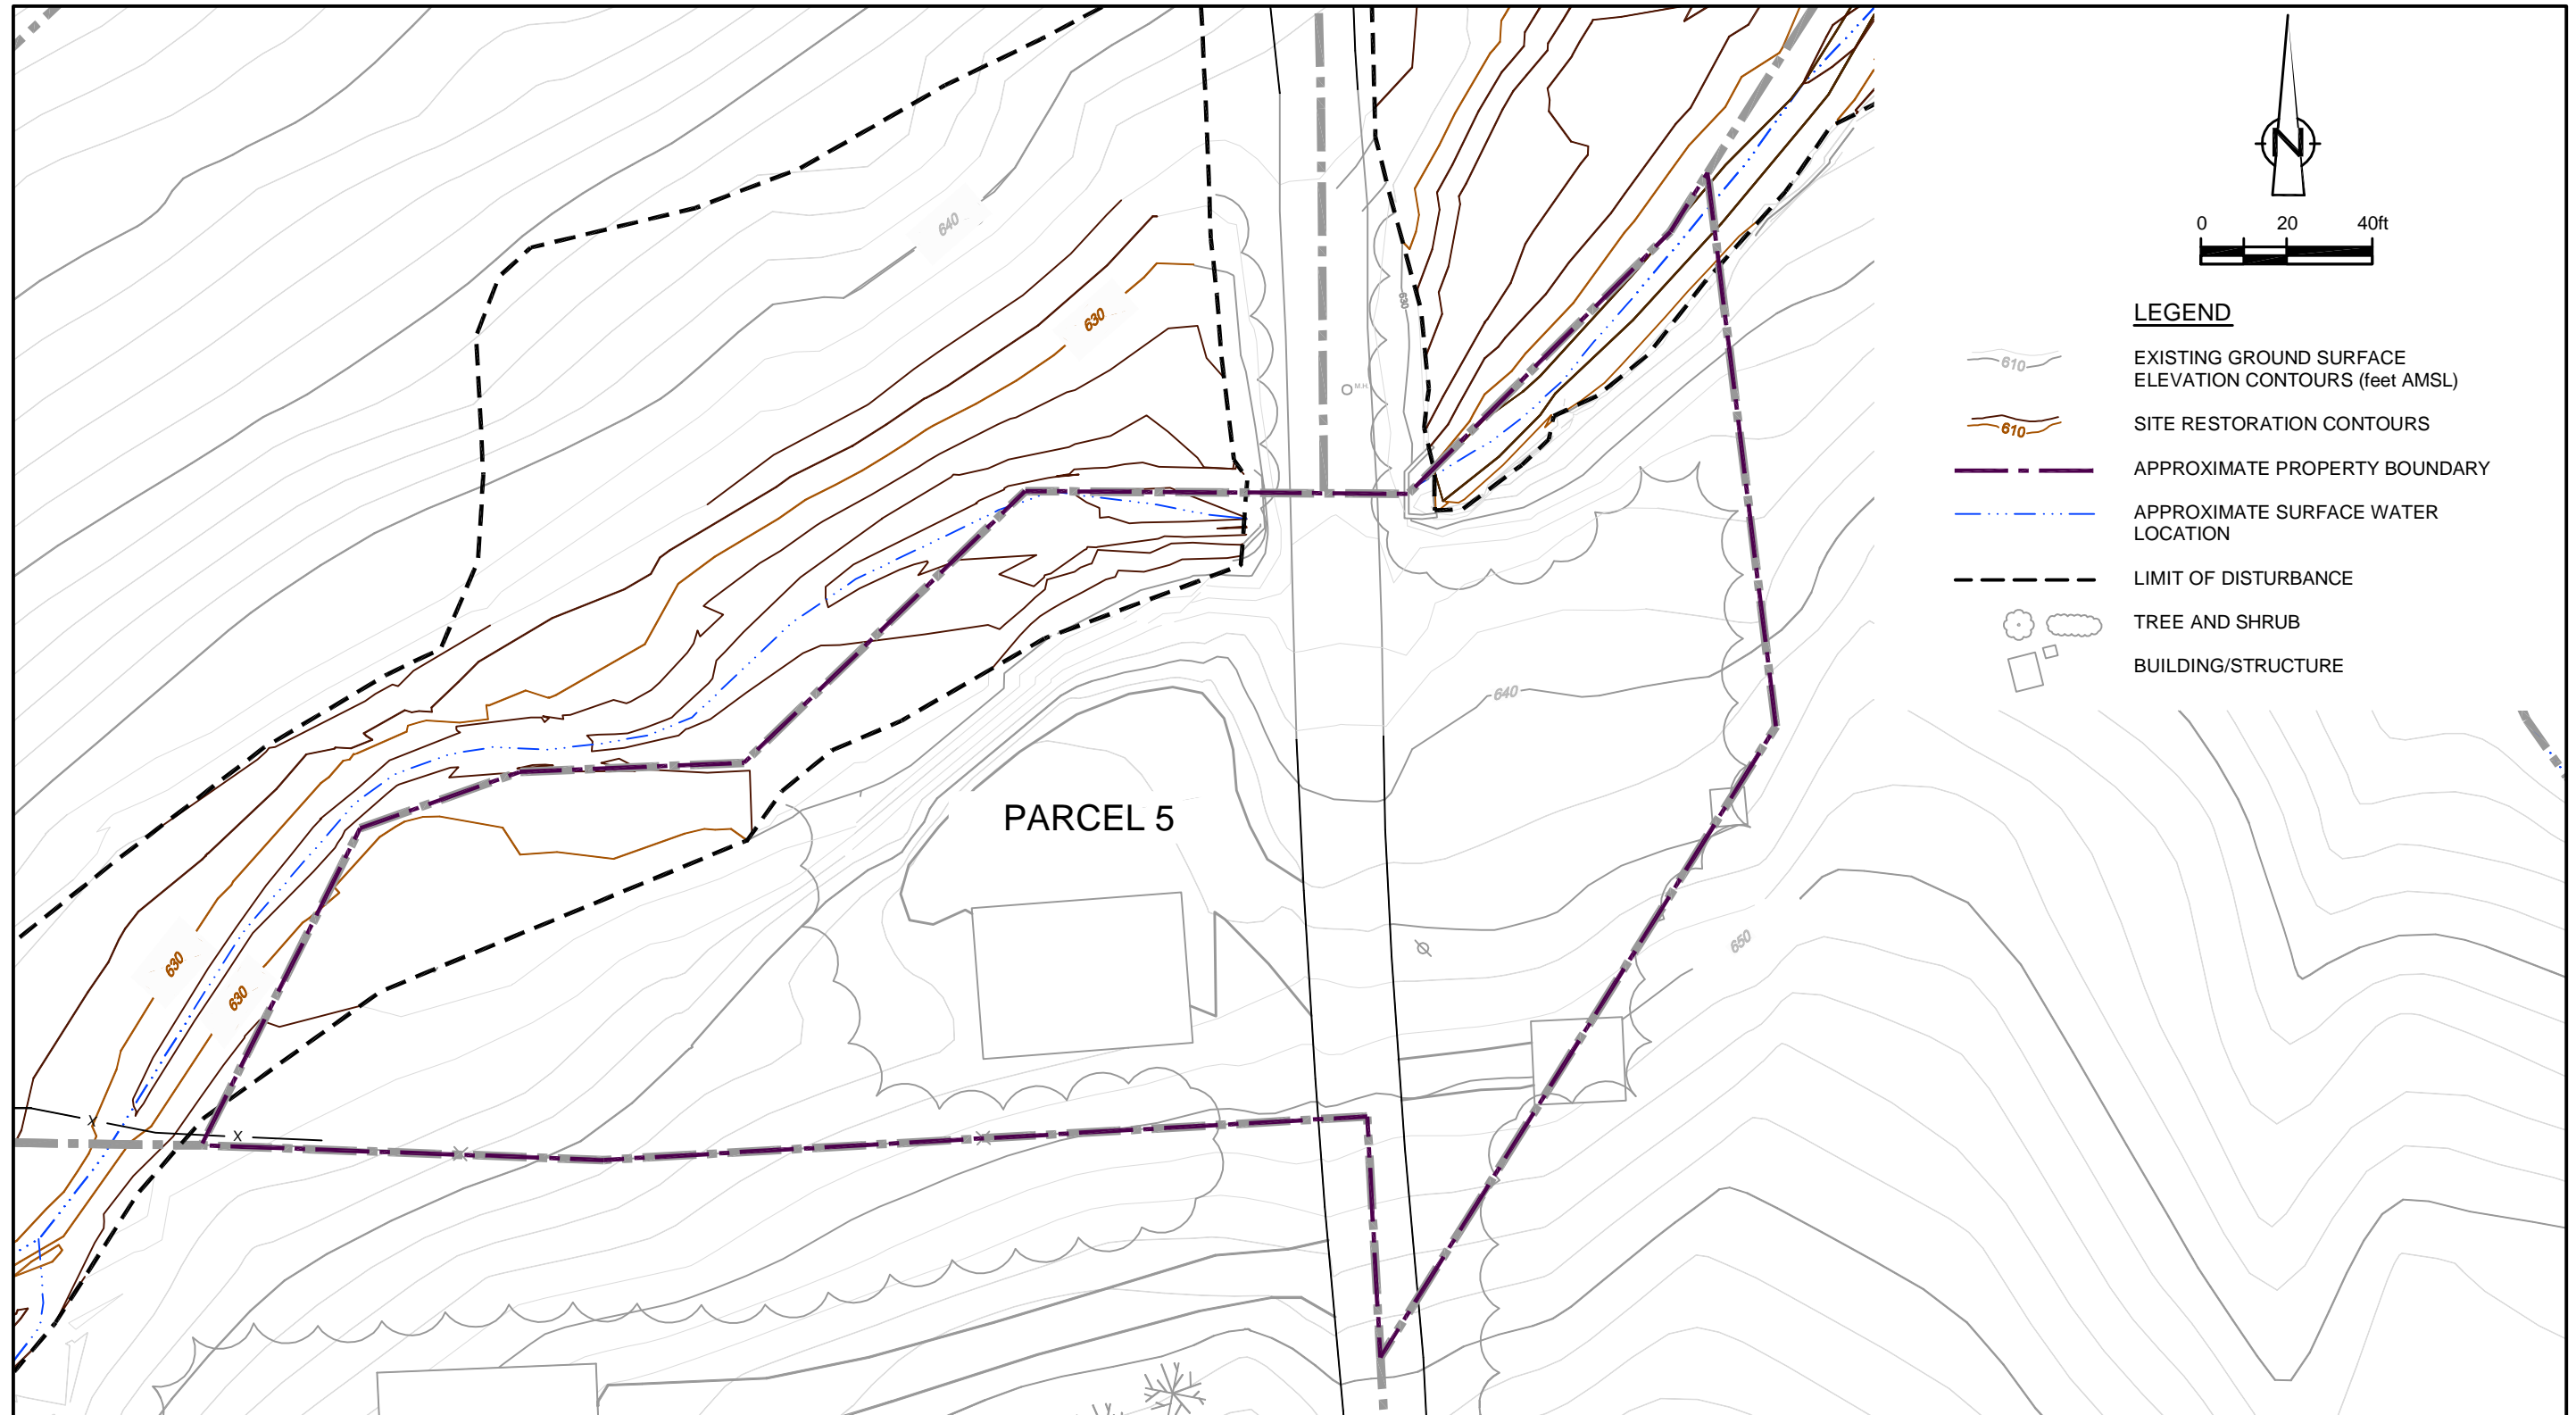 N
0 20 40ft
LEGEND
610
EXISTING GROUND SURFACE
ELEVATION CONTOURS (feet AMSL)
610
SITE RESTORATION CONTOURS
APPROXIMATE PROPERTY BOUNDARY
APPROXIMATE SURFACE WATER
LOCATION
LIMIT OF DISTURBANCE
TREE AND SHRUB
BUILDING/STRUCTURE
640
630
630
M.H.
640
PARCEL 5
650
630
630
X
X